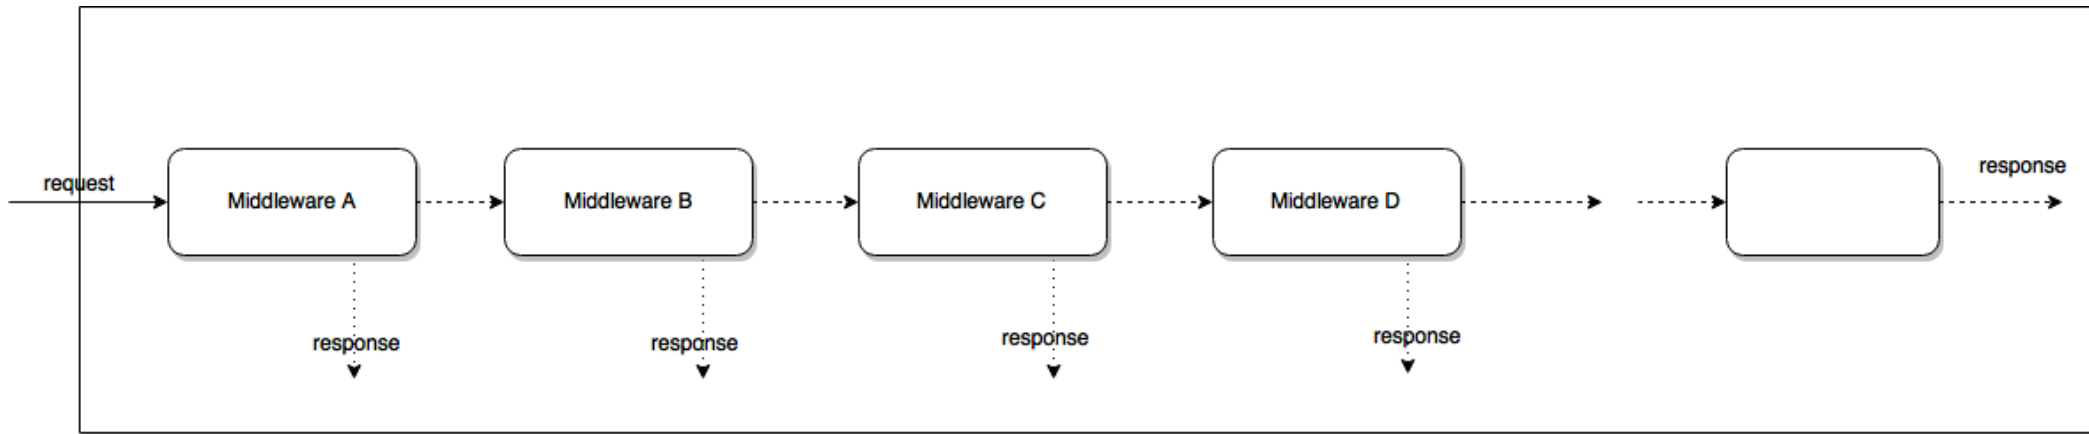 request
Middleware A
Middleware B
Middleware C
Middleware D
response
response
response
response
response